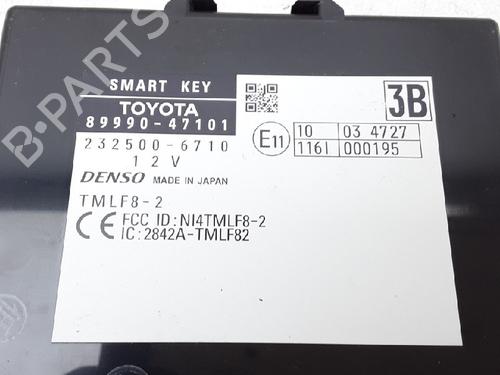 SMART KEY
TOYOTA
89990-47101
232500-6710
12V
DENSO MADE IN JAPAN
TMLF8-2
CE FCC ID:NI4TMLF8-2
IC:2842A-TMLF82
3B
E11 10 03 4727
116I 000195
B-PARTS